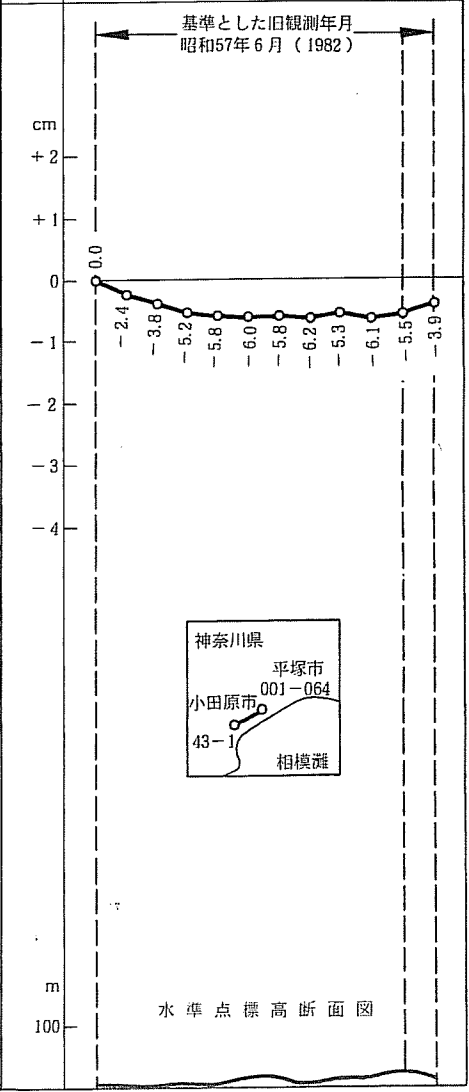 基準とした旧観測年月
昭和57年6月(1982)
cm
+2
+1
0
-1
-2
-3
-4
0.0
-2.4
-3.8
-5.2
-5.8
-6.0
-5.8
-6.2
-5.3
-6.1
-5.5
-3.9
神奈川県
平塚市
001-064
小田原市
43-1
相模灘
m
水準点標高断面図
100